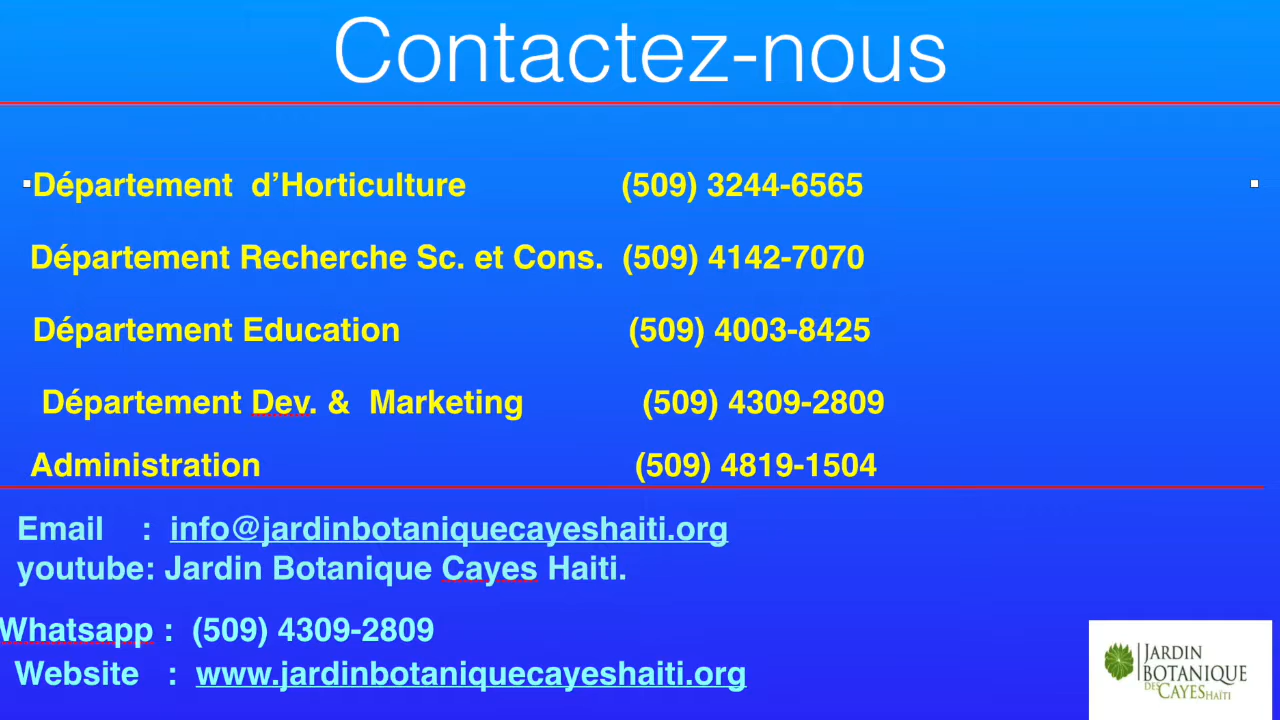 Contactez-nous
Département d’Horticulture (509) 3244-6565
Département Recherche Sc. et Cons. (509) 4142-7070
Département Education (509) 4003-8425
Département Dev. & Marketing (509) 4309-2809
Administration (509) 4819-1504
Email : info@jardinbotaniquecayeshaiti.org
youtube: Jardin Botanique Cayes Haiti.
Whatsapp : (509) 4309-2809
Website : www.jardinbotaniquecayeshaiti.org
JARDIN
BOTANIQUE
DES CAYES HAÏTI